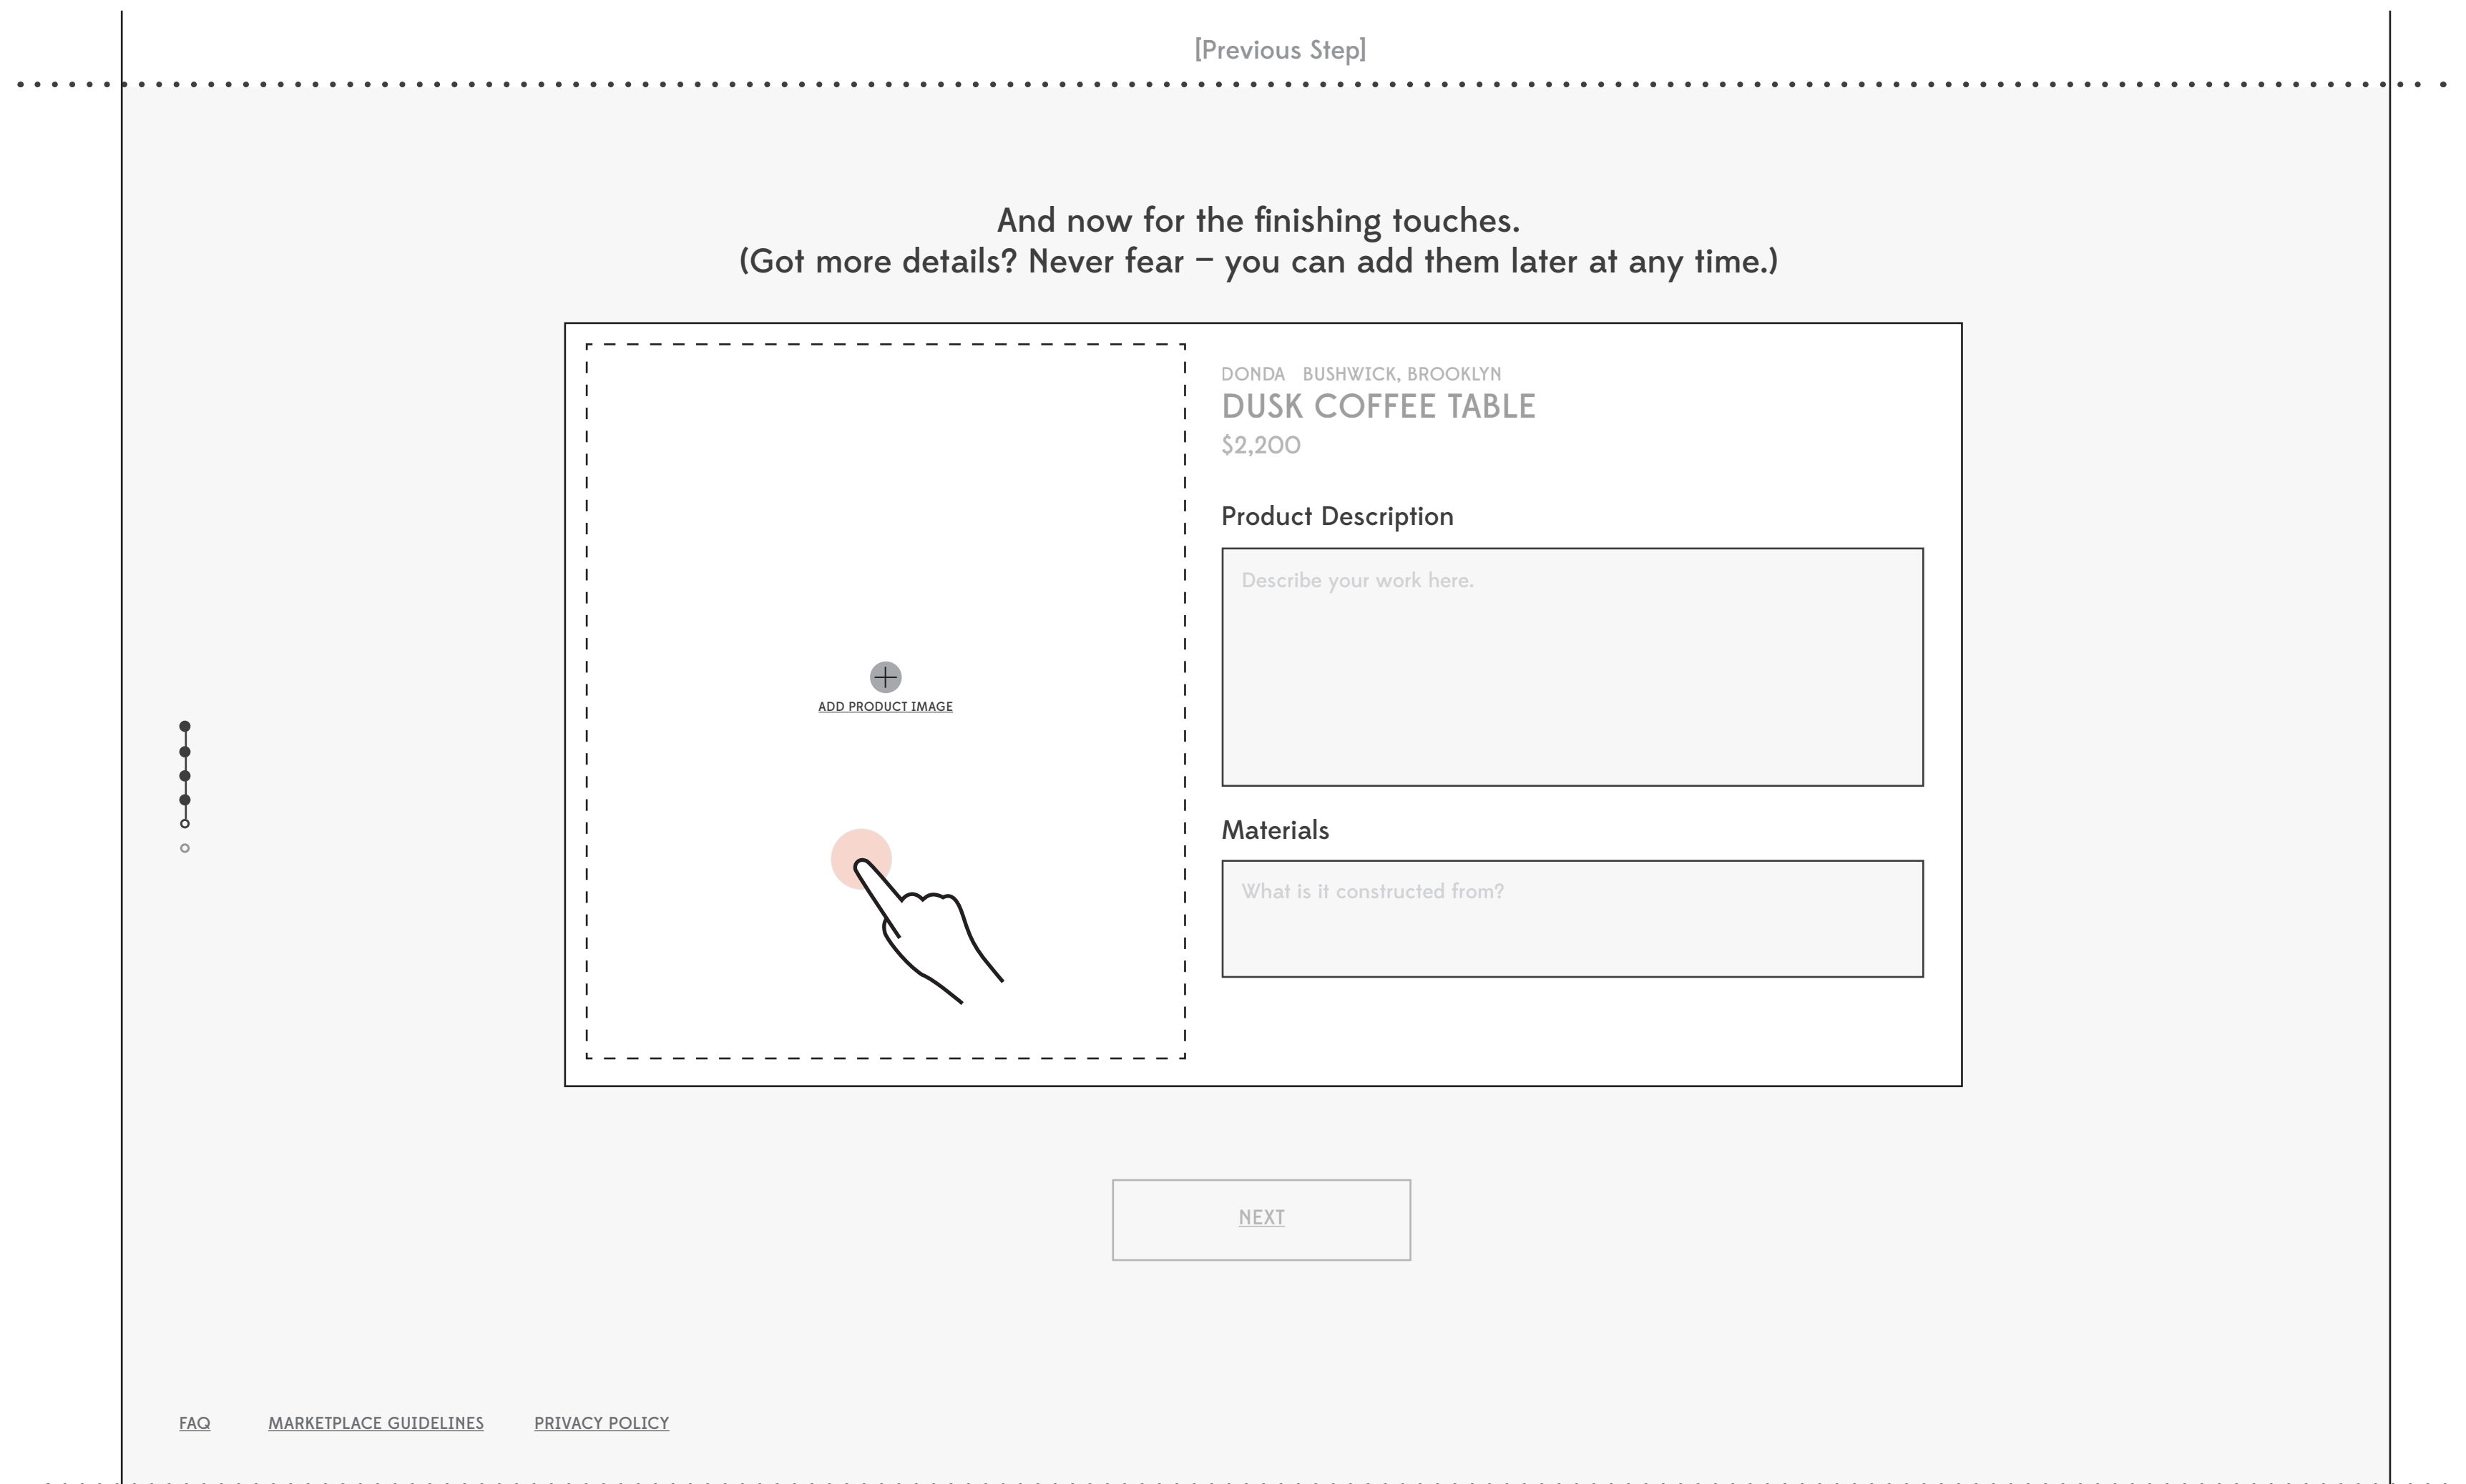 [Previous Step]
And now for the finishing touches.
(Got more details? Never fear – you can add them later at any time.)
DONDA BUSHWICK, BROOKLYN
DUSK COFFEE TABLE
$2,200
Product Description
Describe your work here.
ADD PRODUCT IMAGE
Materials
What is it constructed from?
NEXT
FAQ MARKETPLACE GUIDELINES PRIVACY POLICY